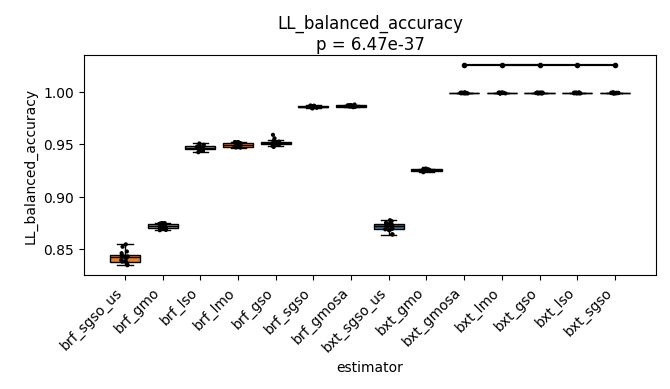 LL_balanced_accuracy
p = 6.47e-37
LL_balanced_accuracy
1.00
0.95
0.90
0.85
brf_sgso_us
brf_gmo
brf_lso
brf_lmo
brf_gso
brf_sgso
brf_gmosa
bxt_sgso_us
bxt_gmo
bxt_gmosa
bxt_lmo
bxt_gso
bxt_lso
bxt_sgso
estimator